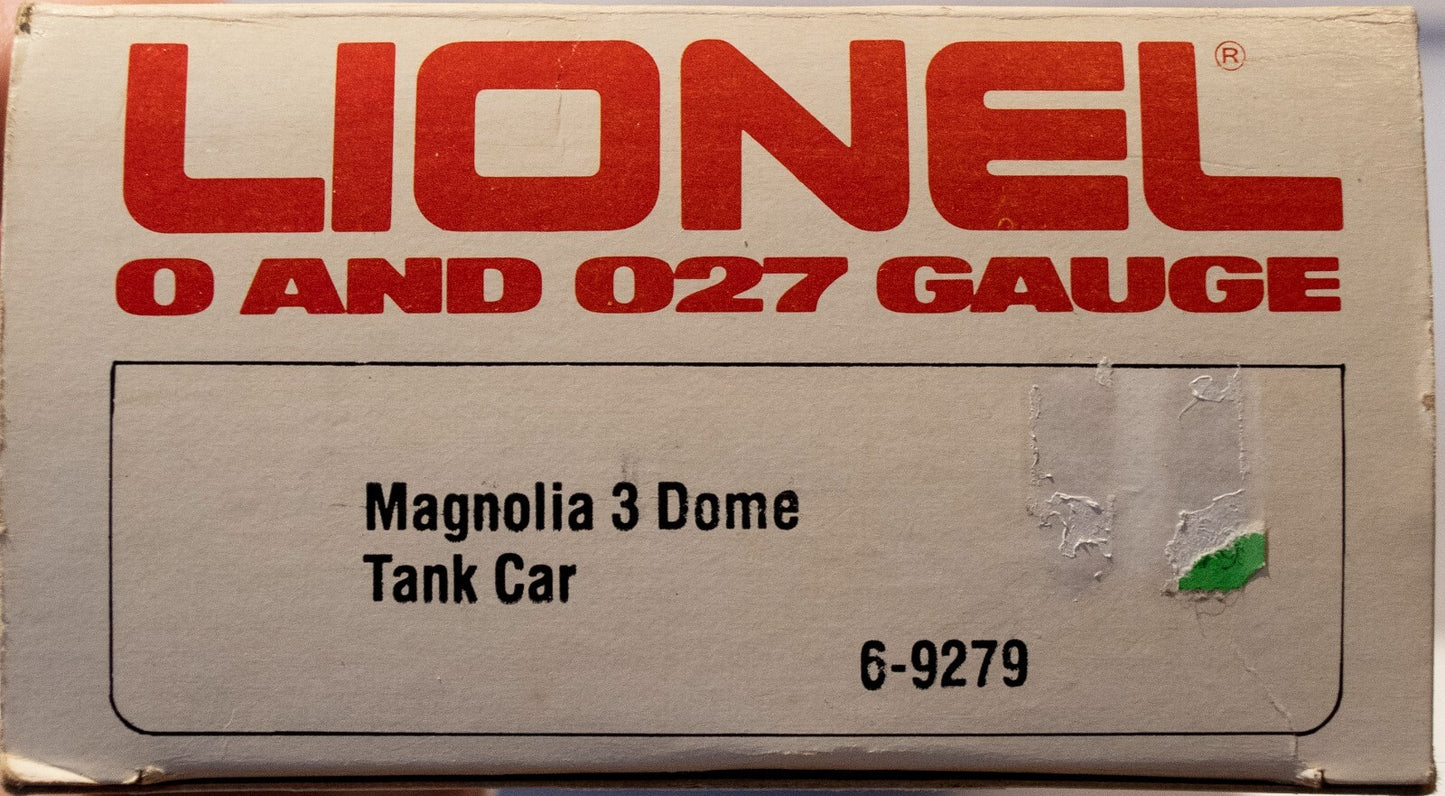 LIONEL®
O AND O27 GAUGE
Magnolia 3 Dome
Tank Car
6-9279